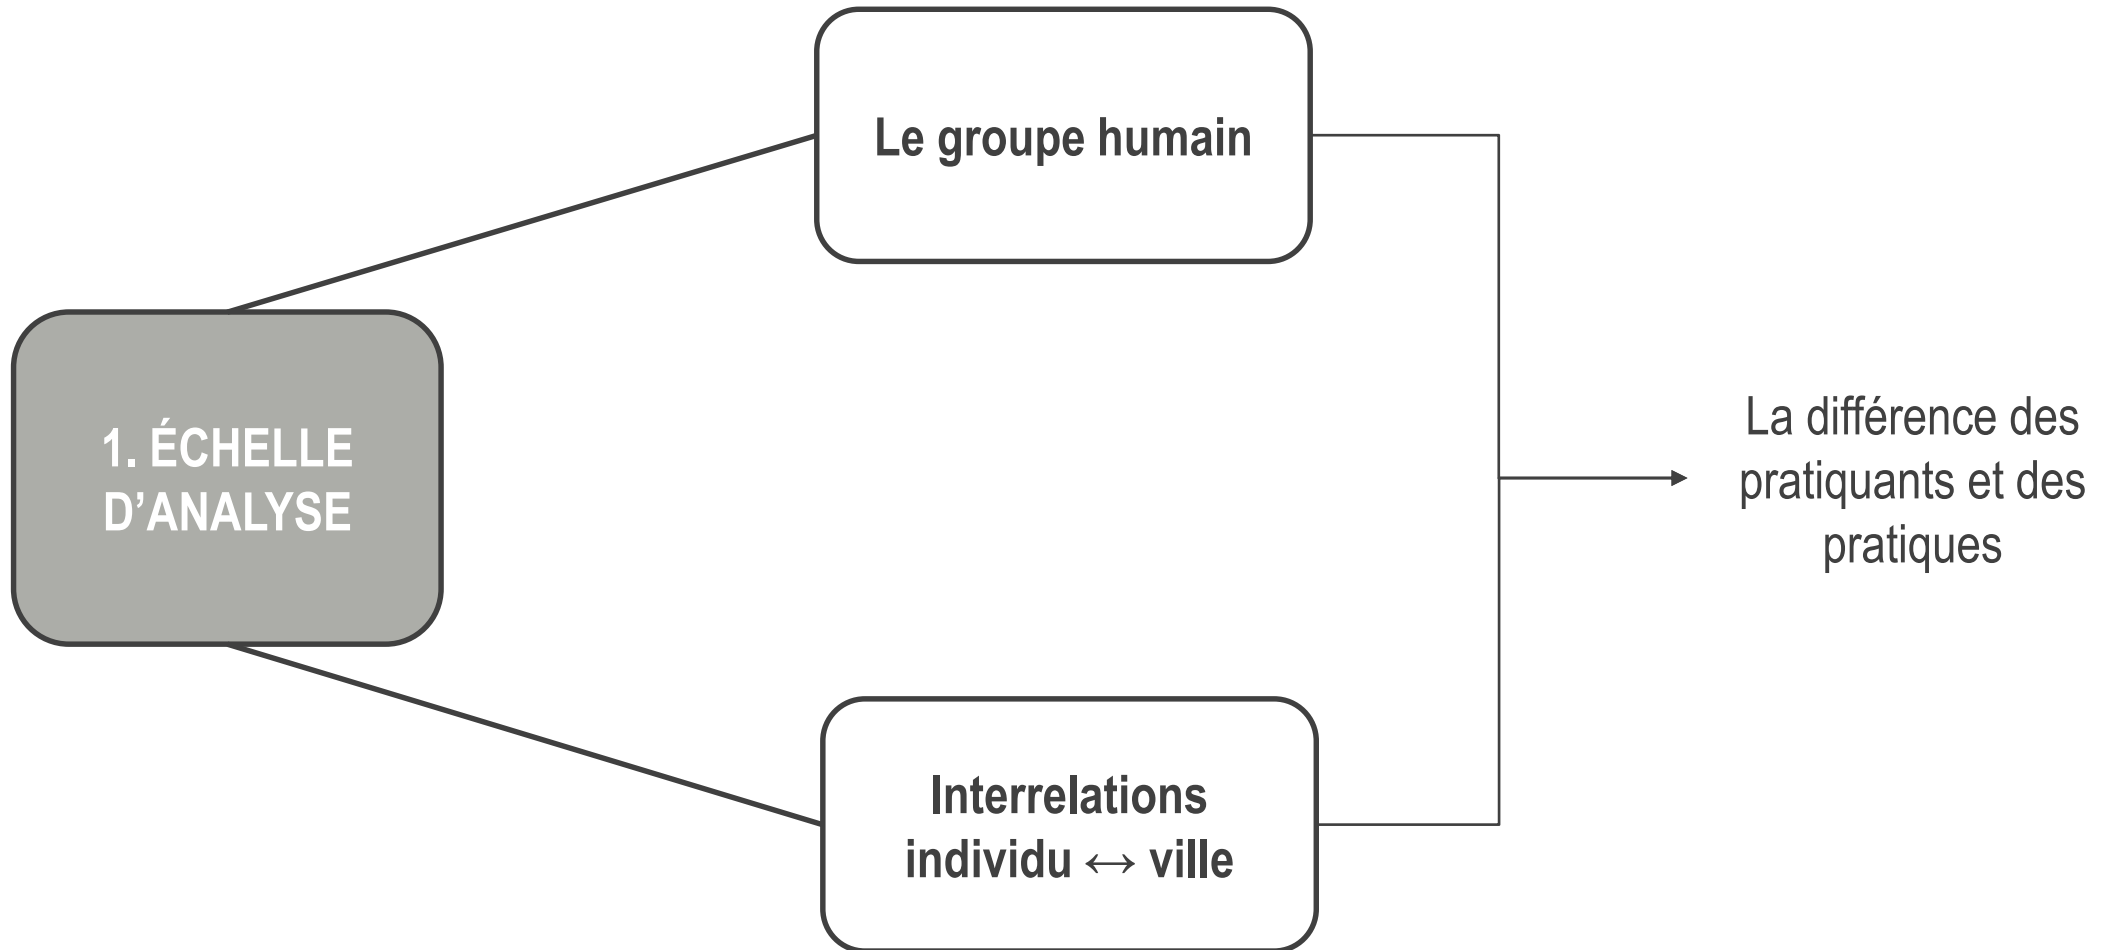 Le groupe humain
1. ÉCHELLE
D’ANALYSE
La différence des
pratiquants et des
pratiques
Interrelations
individu ↔ ville